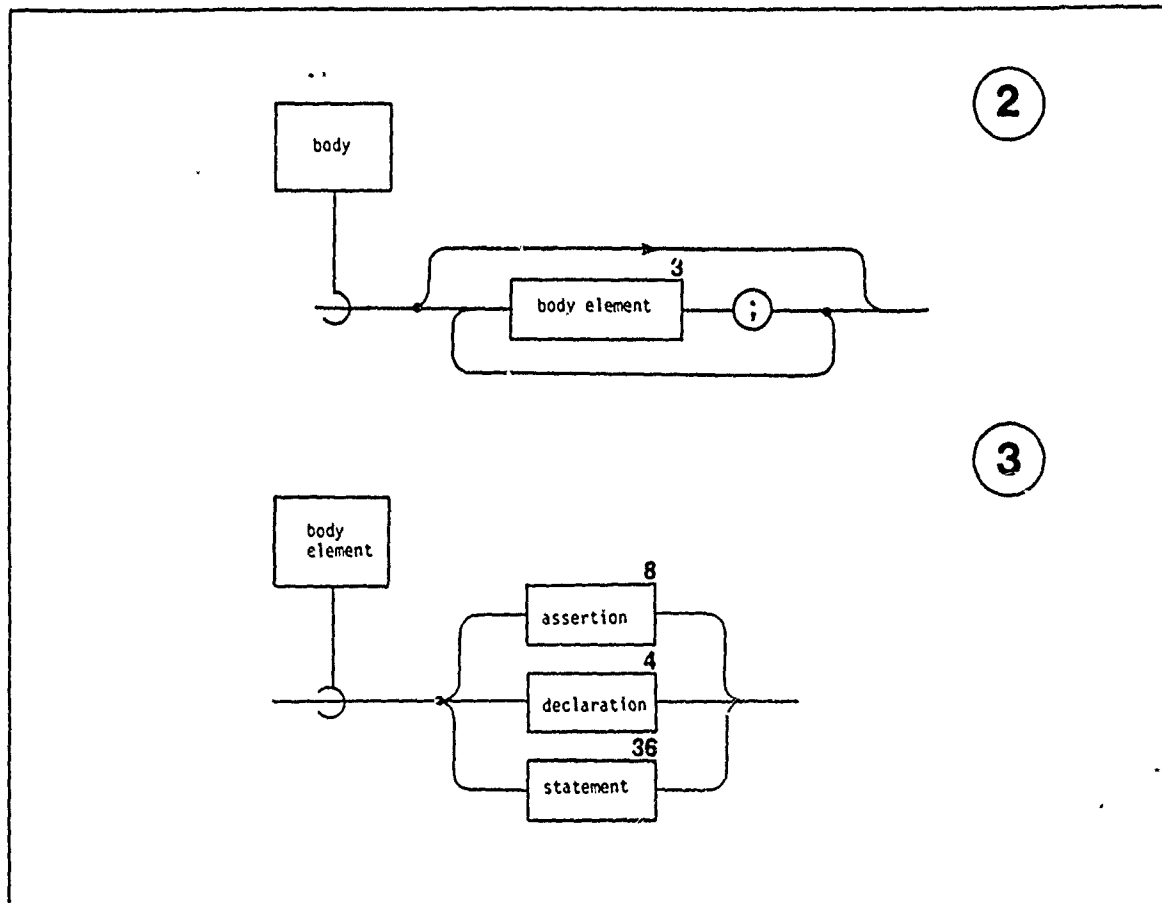 2
body
3
body element
;
3
body
element
8
assertion
4
declaration
36
statement